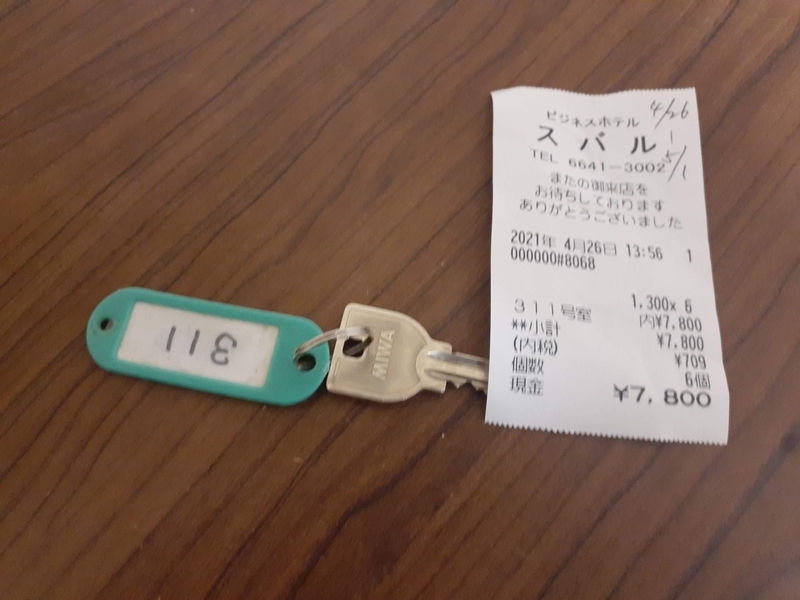 311
MIWA
4/26
|
5/1
ビジネスホテル
スバル
TEL 6641-3002
またの御来店を
お待ちしております
ありがとうございました
2021年 4月26日 13:56 1
000000#8068
1,300x 6
311号室 内¥7,800
**小計 ¥7,800
(内税) ¥709
個数 6個
現金 ¥7,800